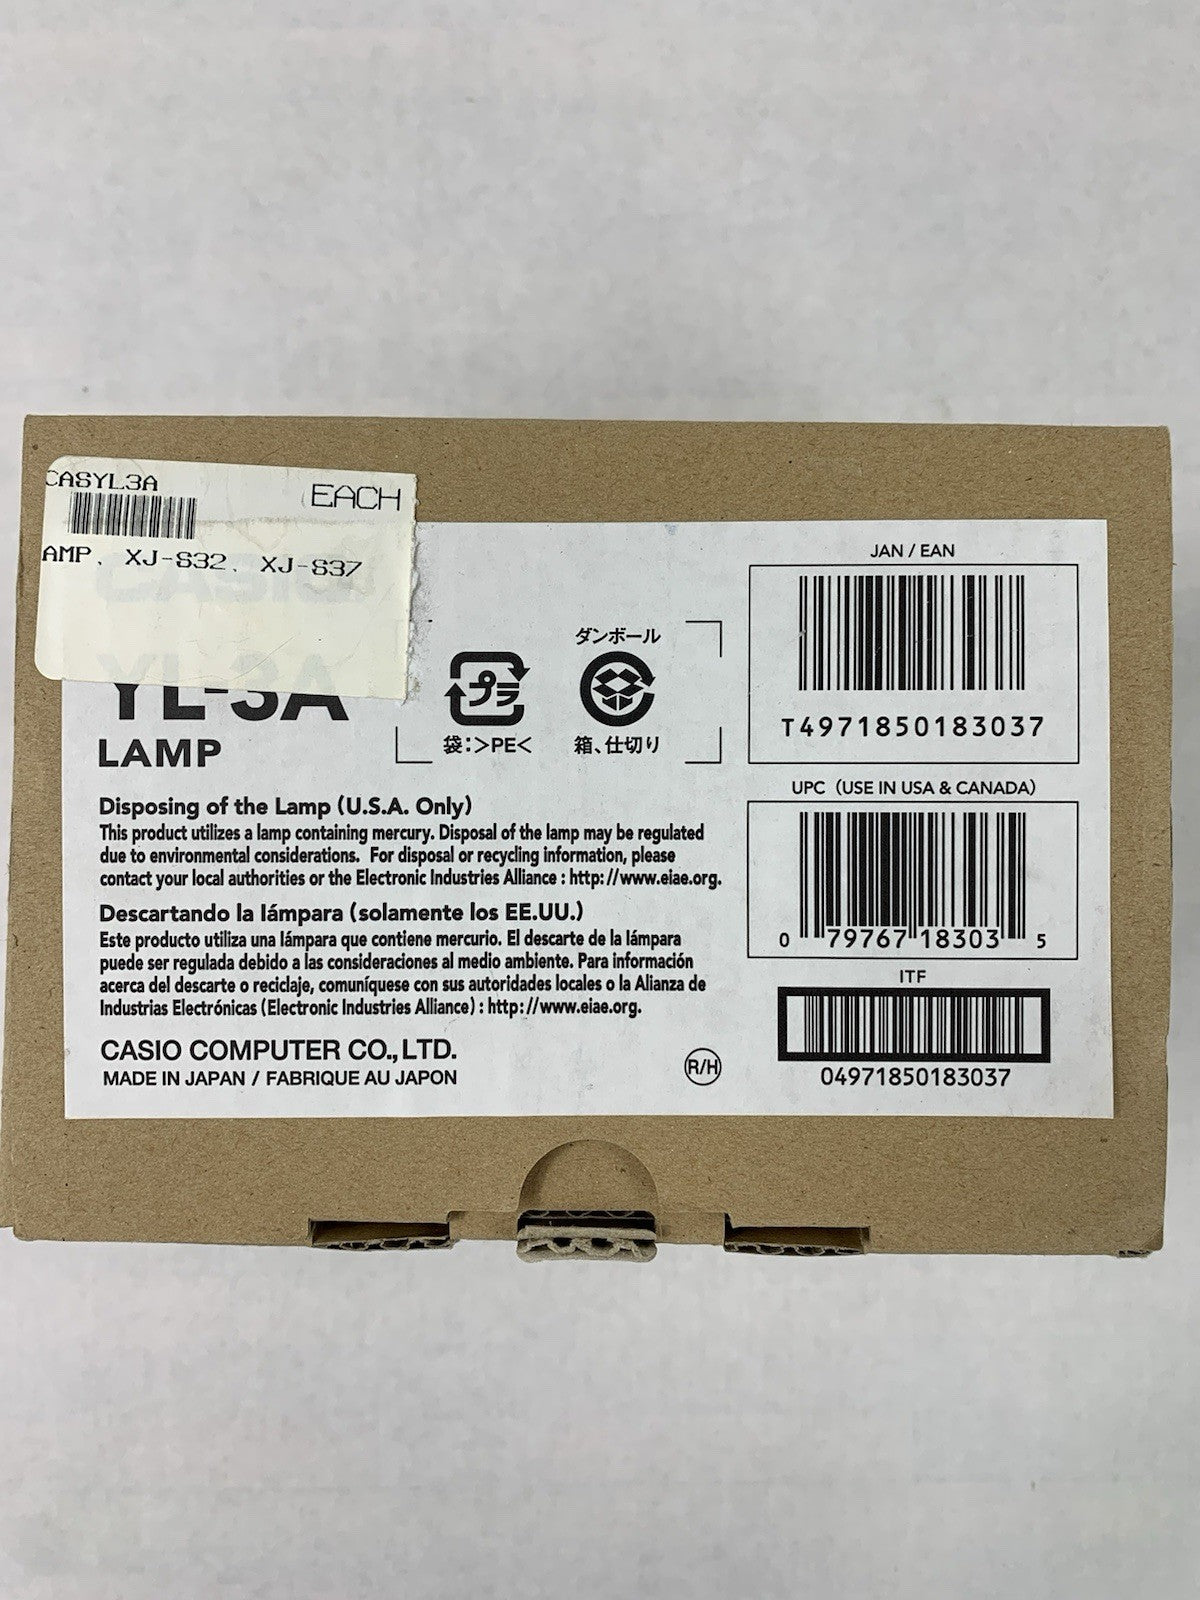 CASYL3A
EACH
AMP, XJ-S32, XJ-S37
CASIO
YL-3A
LAMP
プラ
袋:>PE<
ダンボール
箱、仕切り
Disposing of the Lamp (U.S.A. Only)
This product utilizes a lamp containing mercury. Disposal of the lamp may be regulated
due to environmental considerations. For disposal or recycling information, please
contact your local authorities or the Electronic Industries Alliance : http://www.eiae.org.
Descartando la lámpara (solamente los EE.UU.)
Este producto utiliza una lámpara que contiene mercurio. El descarte de la lámpara
puede ser regulada debido a las consideraciones al medio ambiente. Para información
acerca del descarte o reciclaje, comuníquese con sus autoridades locales o la Alianza de
Industrias Electrónicas (Electronic Industries Alliance) : http://www.eiae.org.
CASIO COMPUTER CO., LTD.
MADE IN JAPAN / FABRIQUE AU JAPON
R/H
JAN / EAN
T4971850183037
UPC (USE IN USA & CANADA)
0 79767 18303 5
ITF
04971850183037